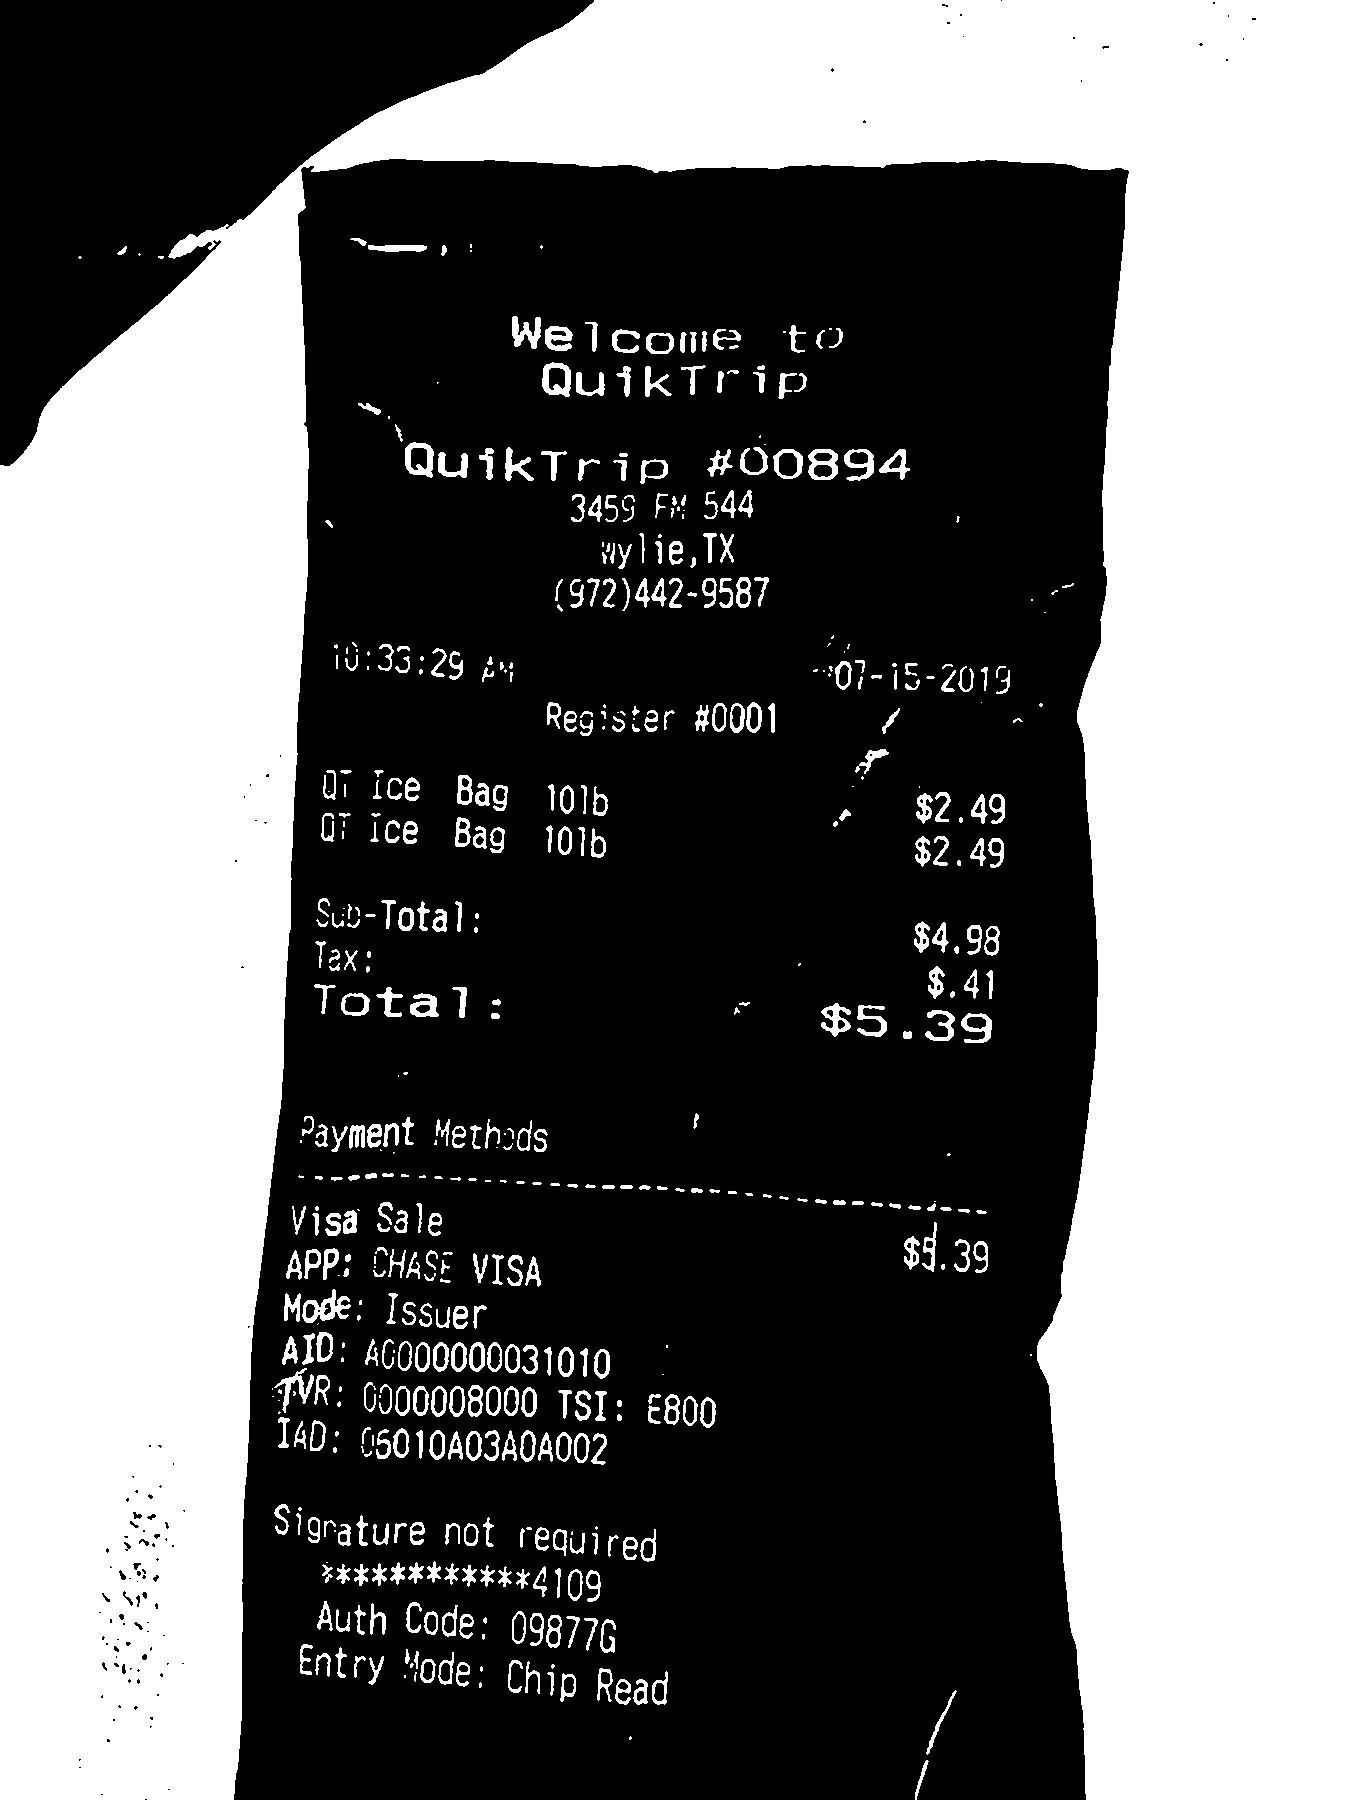 Welcome to
QuikTrip
QuikTrip #00894
3459 FM 544
Wylie,TX
(972)442-9587
10:33:29 AM 07-15-2019
Register #0001
QT Ice Bag 10lb $2.49
QT Ice Bag 10lb $2.49
Sub-Total: $4.98
Tax: $.41
Total: $5.39
Payment Methods
--------------------------------------
Visa Sale $5.39
APP: CHASE VISA
Mode: Issuer
AID: A0000000031010
TVR: 0000008000 TSI: E800
IAD: 06010A03A0A002
Signature not required
************4109
Auth Code: 09877G
Entry Mode: Chip Read